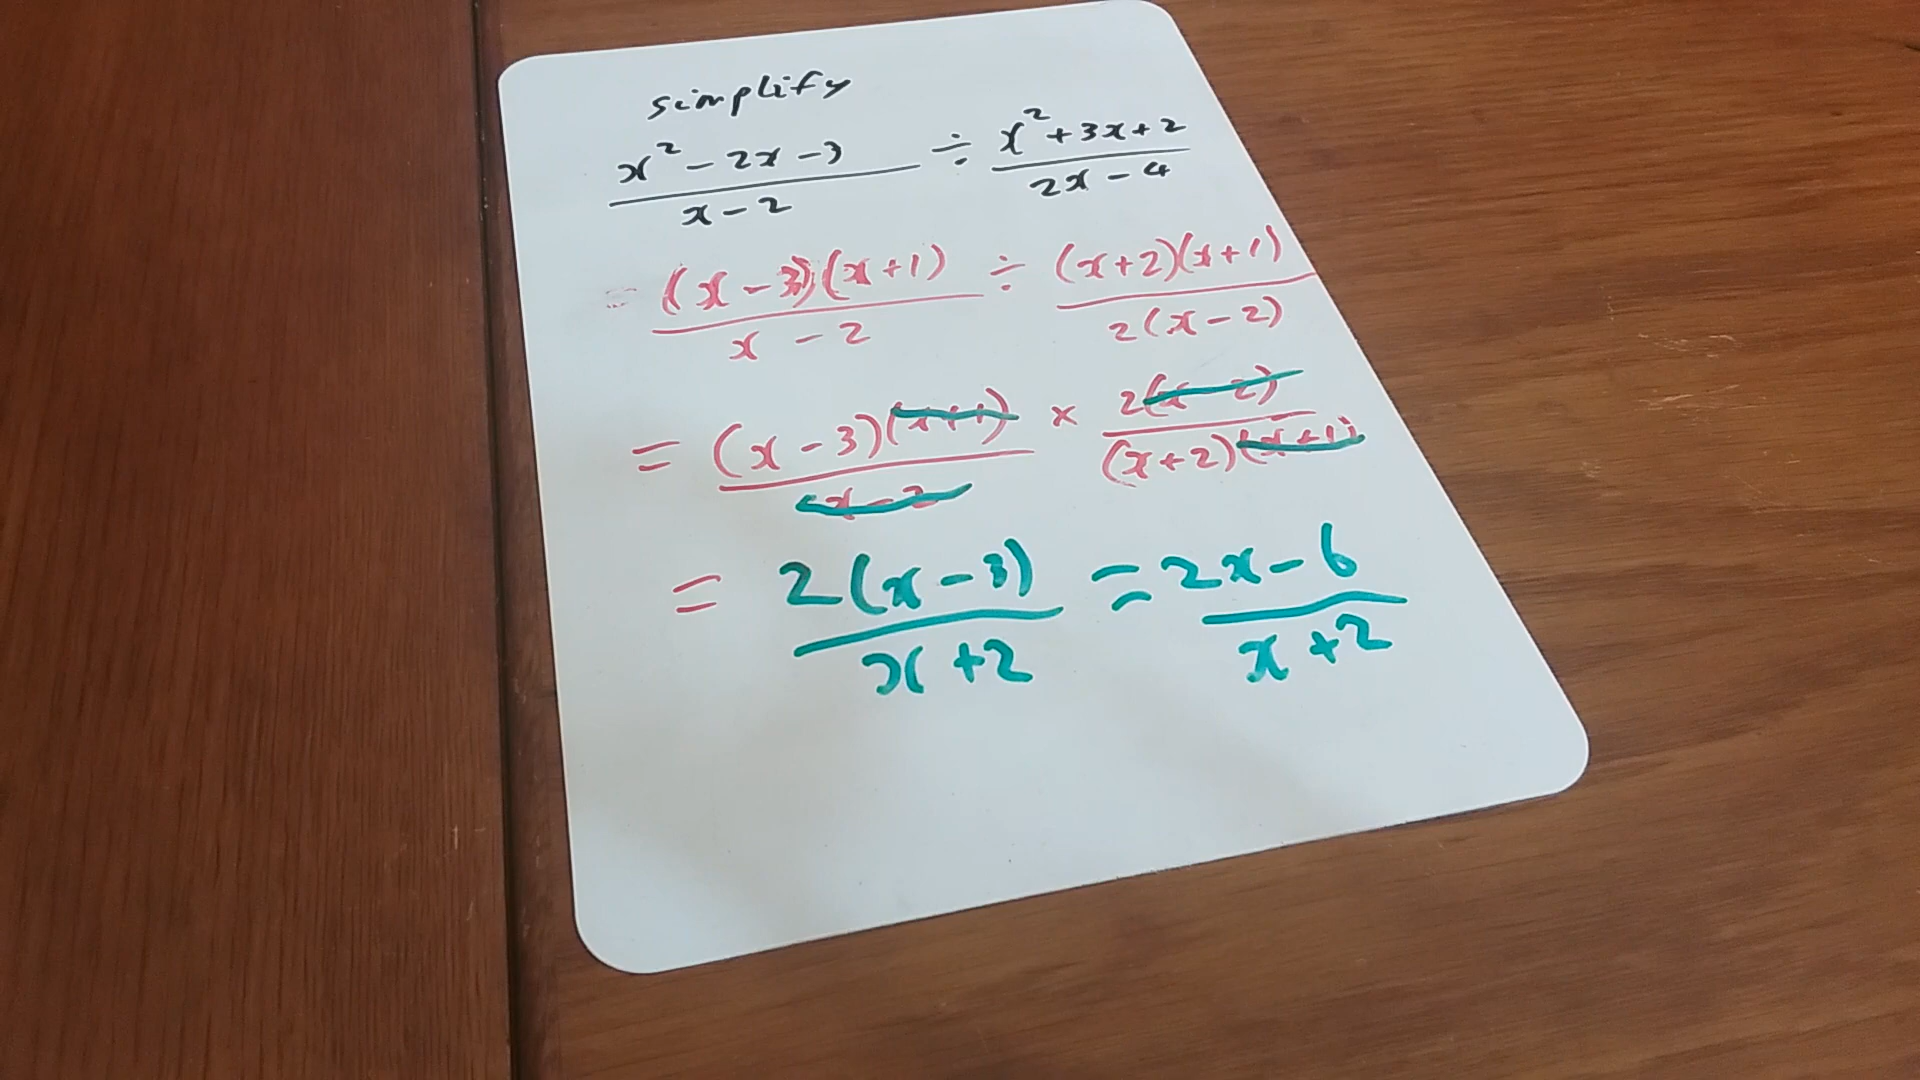 simplify
x² - 2x - 3 / x - 2 ÷ x² + 3x + 2 / 2x - 4
= (x - 3)(x + 1) / x - 2 ÷ (x + 2)(x + 1) / 2(x - 2)
= (x - 3)(x + 1) / x - 2 × 2(x - 2) / (x + 2)(x + 1)
= 2(x - 3) / x + 2 = 2x - 6 / x + 2